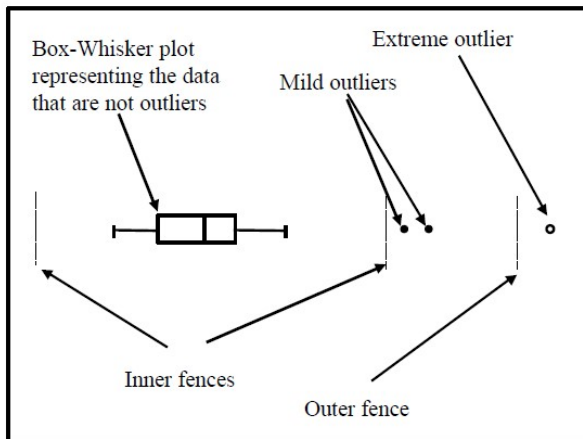 Box-Whisker plot
representing the data
that are not outliers
Extreme outlier
Mild outliers
Inner fences
Outer fence